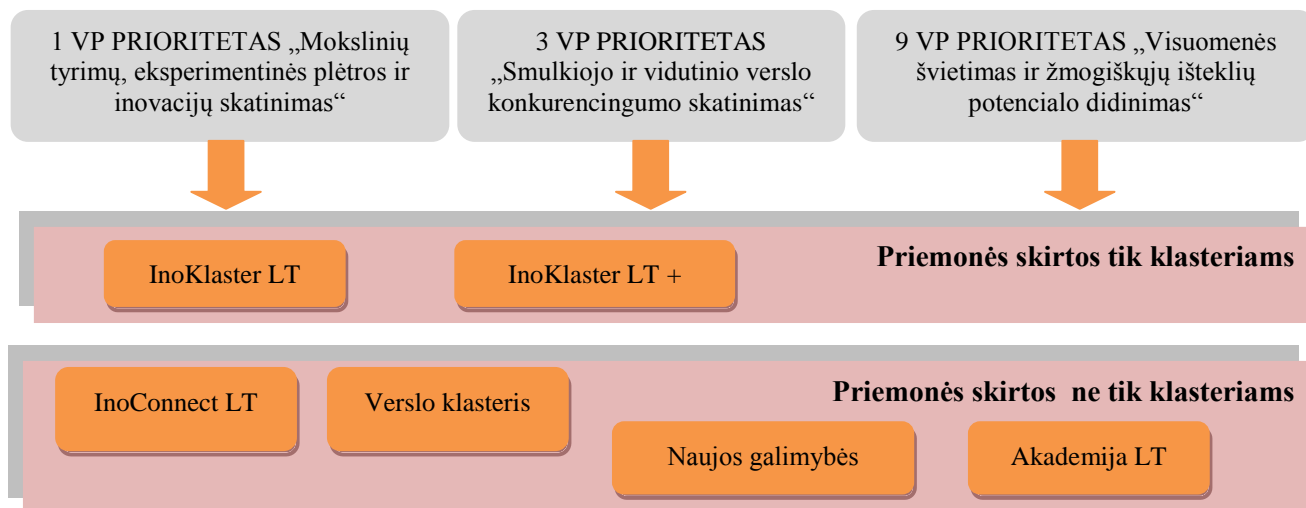 1 VP PRIORITETAS „Mokslinių
tyrimų, eksperimentinės plėtros ir
inovacijų skatinimas“
3 VP PRIORITETAS
„Smulkiojo ir vidutinio verslo
konkurencingumo skatinimas“
9 VP PRIORITETAS „Visuomenės
švietimas ir žmogiškųjų išteklių
potencialo didinimas“
Priemonės skirtos tik klasteriams
InoKlaster LT
InoKlaster LT +
Priemonės skirtos ne tik klasteriams
InoConnect LT
Verslo klasteris
Naujos galimybės
Akademija LT